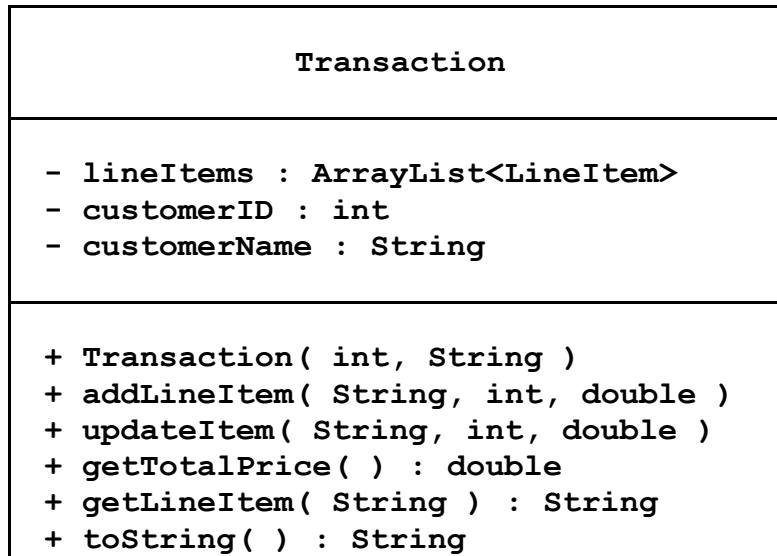 Transaction
- lineItems : ArrayList<LineItem>
- customerID : int
- customerName : String
+ Transaction( int, String )
+ addLineItem( String, int, double )
+ updateItem( String, int, double )
+ getTotalPrice( ) : double
+ getLineItem( String ) : String
+ toString( ) : String